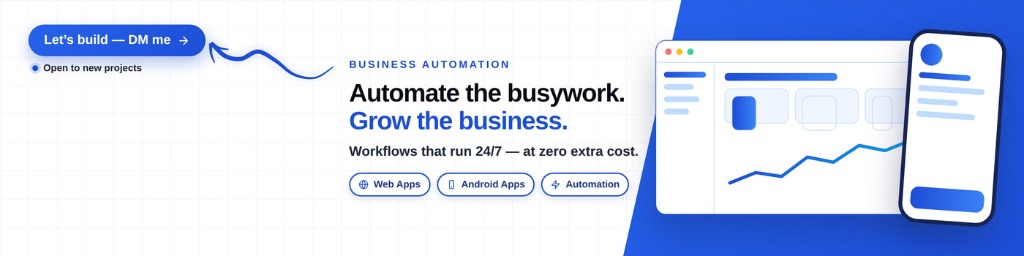 Let's build — DM me →
Open to new projects
BUSINESS AUTOMATION
Automate the busywork.
Grow the business.
Workflows that run 24/7 — at zero extra cost.
Web Apps
Android Apps
Automation